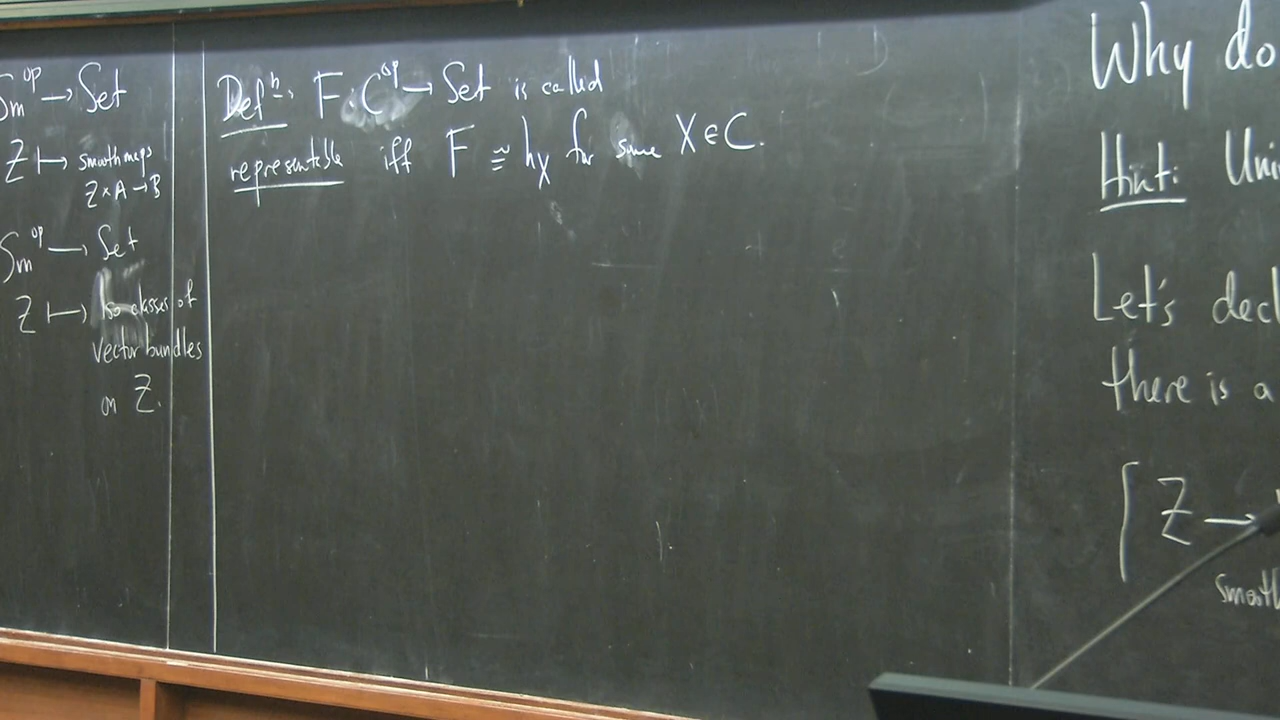 Sm^op → Set
Z ↦ smooth maps
Z × A → B
Sm^op → Set
Z ↦ Iso classes of
Vector bundles
on Z.
Defⁿ: F: C^op → Set is called
representable iff F ≅ h_X for some X ∈ C.
Why do
Hint: Uni
Let's decl
there is a
{ Z →
smooth